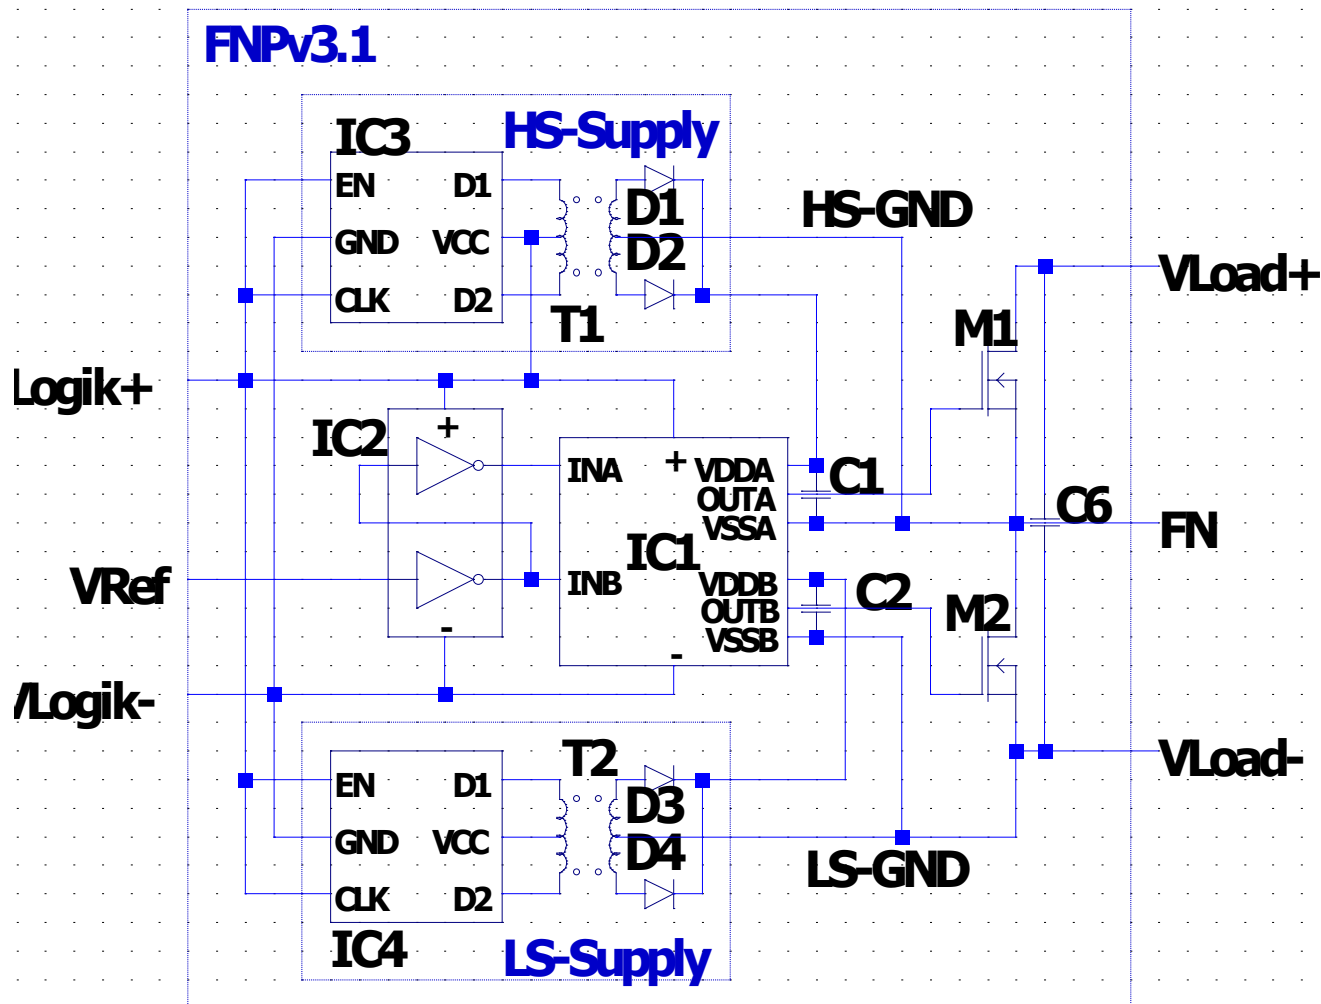 FNPv3.1
HS-Supply
IC3
EN
D1
GND
VCC
CLK
D2
D1
D2
T1
HS-GND
VLoad+
M1
Logik+
IC2
+
INA
+
VDDA
OUTA
VSSA
C1
C6
FN
IC1
VRef
INB
VDDB
OUTB
VSSB
C2
M2
-
-
VLogik-
VLoad-
T2
EN
D1
GND
VCC
CLK
D2
D3
D4
LS-GND
IC4
LS-Supply